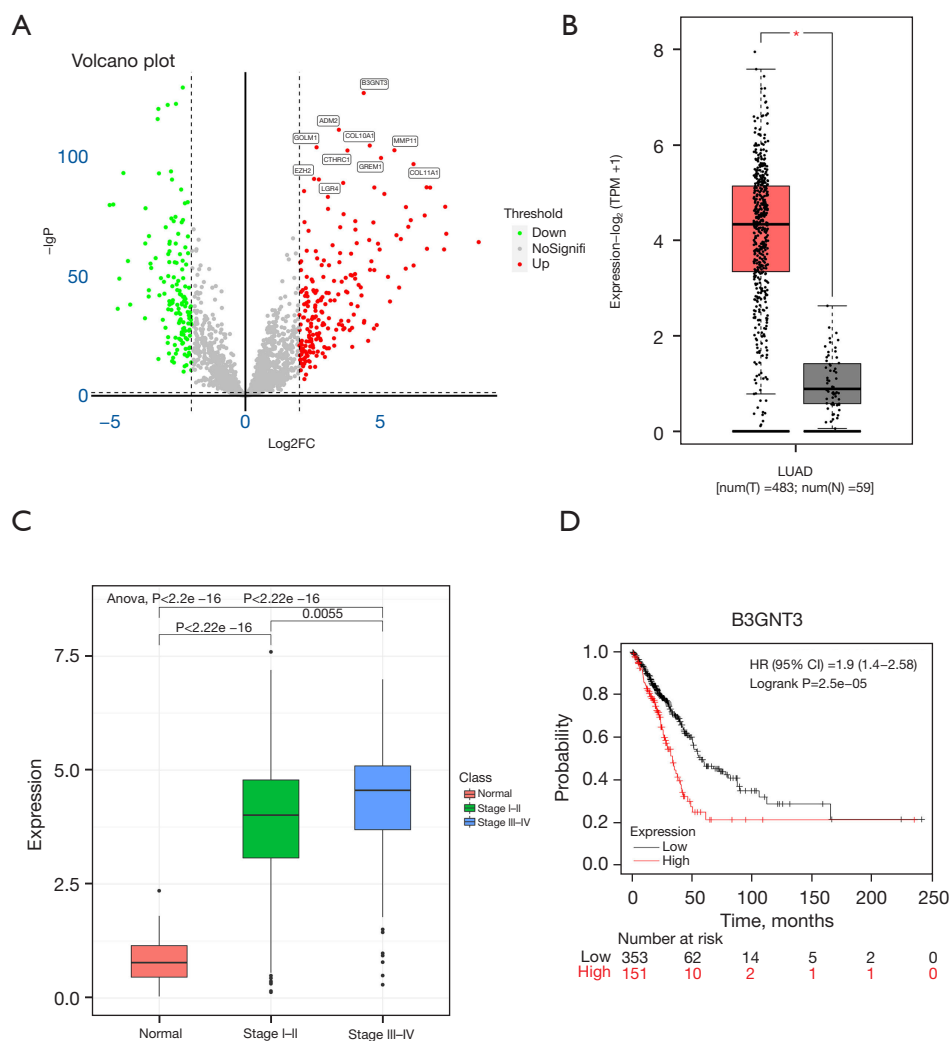 A
Volcano plot
B3GNT3
ADM2
GOLM1
COL10A1
MMP11
CTHRC1
GREM1
EZH2
COL11A1
LGR4
100
50
0
-lgP
−5
0
5
Log2FC
Threshold
Down
NoSignifi
Up
B
*
8
6
4
2
0
Expression−log2 (TPM +1)
LUAD
[num(T) =483; num(N) =59]
C
Anova, P<2.2e −16
P<2.22e −16
0.0055
P<2.22e −16
7.5
5.0
2.5
0.0
Expression
Normal
Stage I–II
Stage III–IV
Class
Normal
Stage I–II
Stage III–IV
D
B3GNT3
HR (95% CI) =1.9 (1.4−2.58)
Logrank P=2.5e−05
1.0
0.8
0.6
0.4
0.2
0.0
Probability
Expression
Low
High
0 50 100 150 200 250
Time, months
Number at risk
Low 353 62 14 5 2 0
High 151 10 2 1 1 0